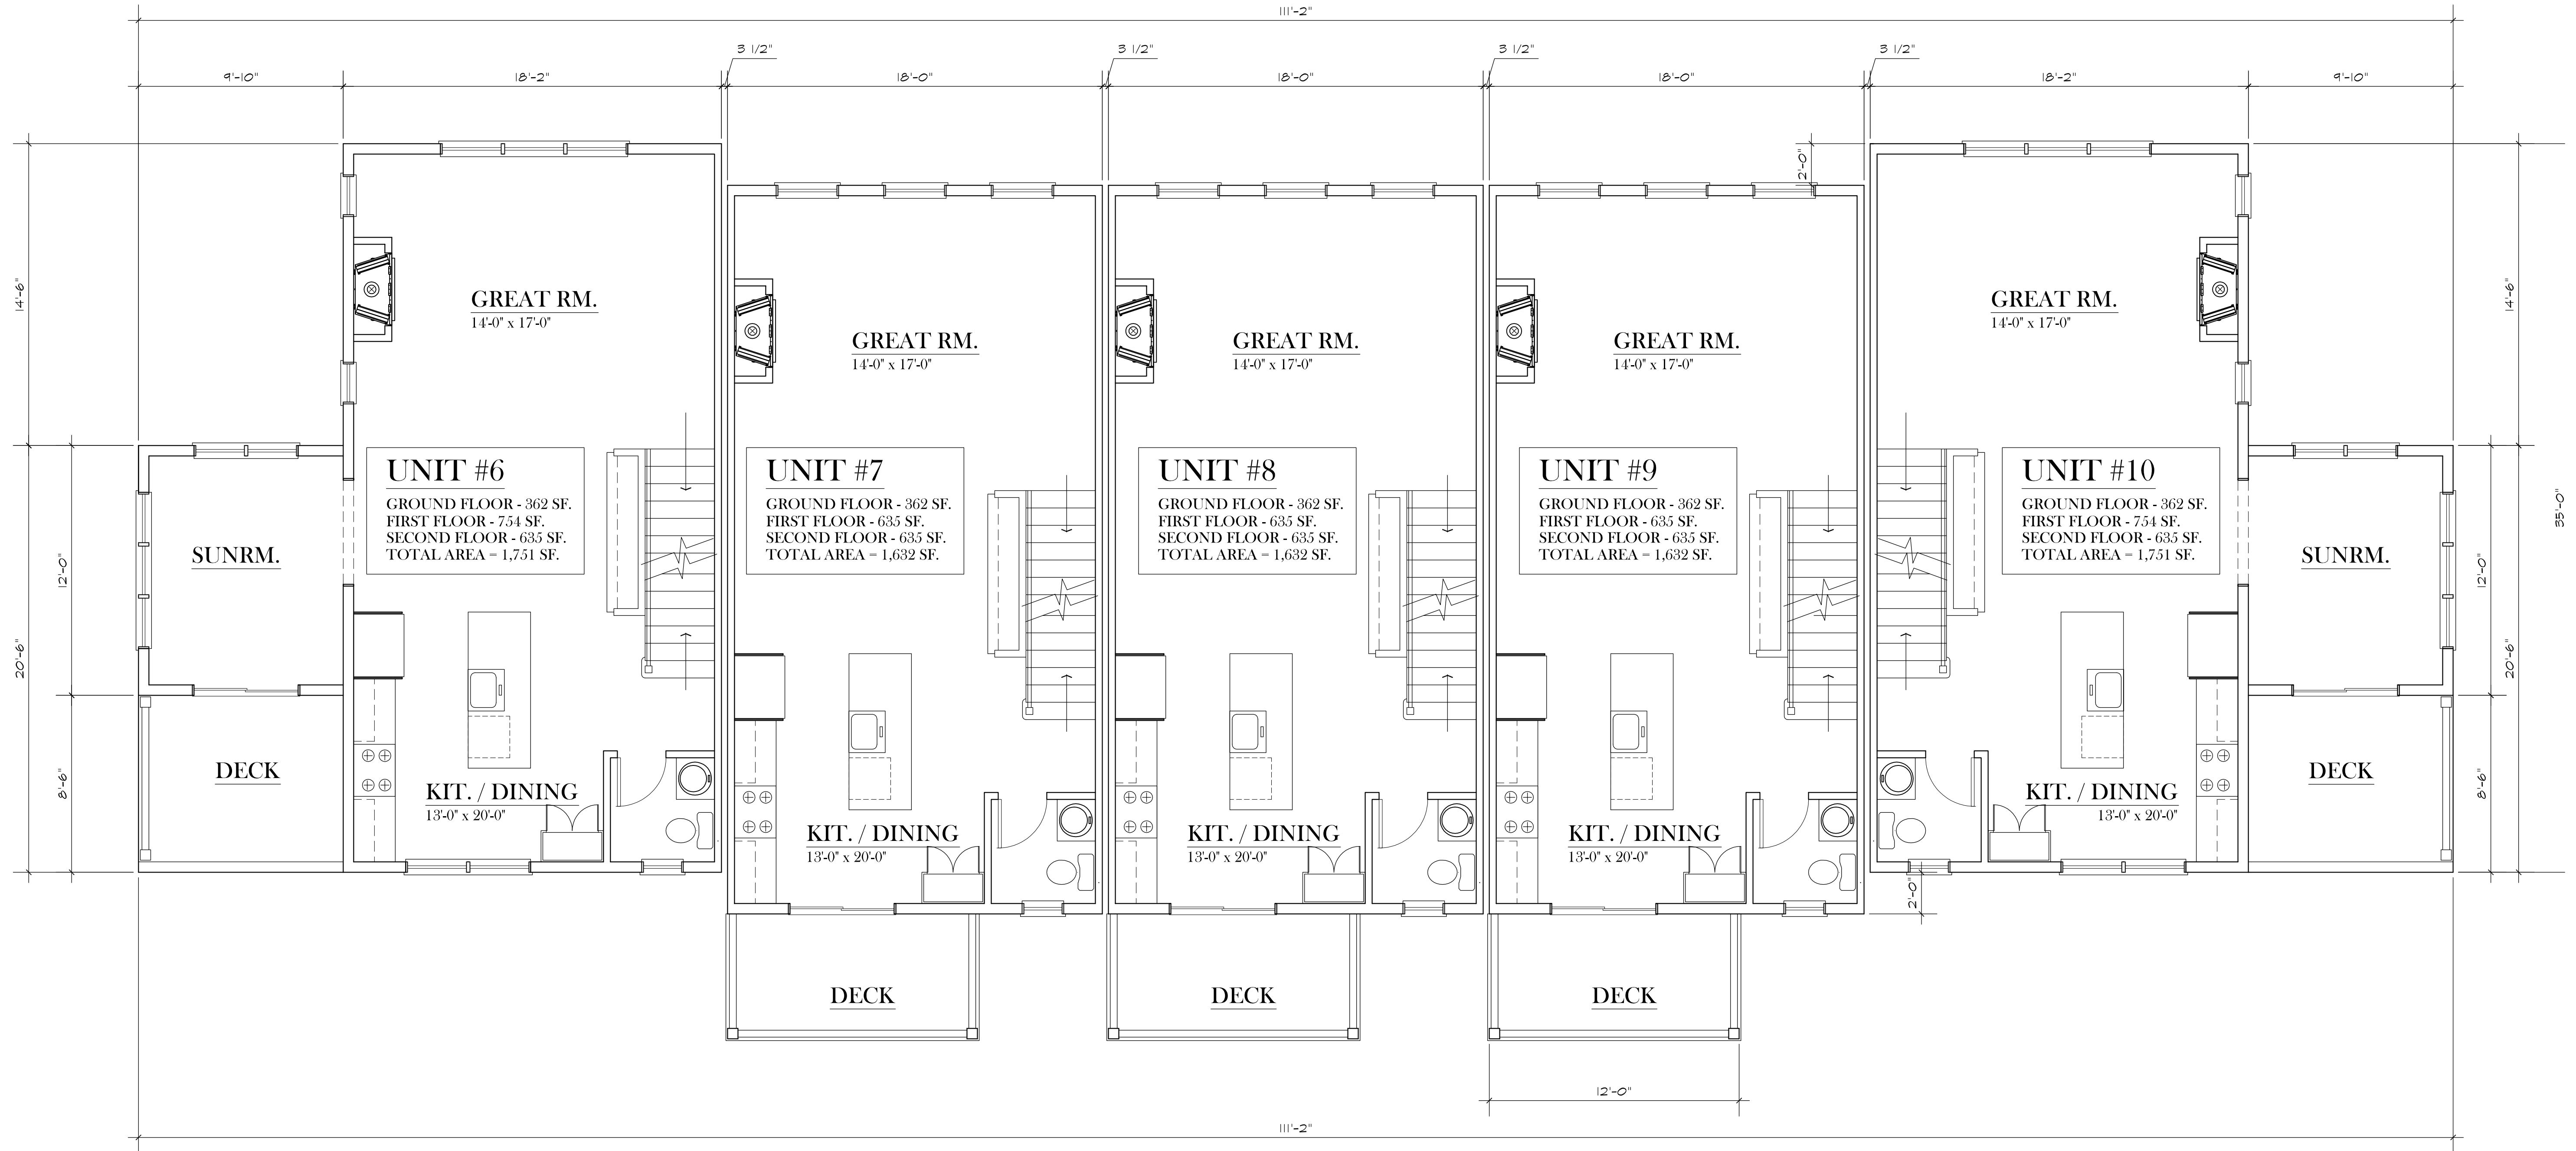 111'-2"
3 1/2"
3 1/2"
3 1/2"
3 1/2"
9'-10"
18'-2"
18'-0"
18'-0"
18'-0"
18'-2"
9'-10"
14'-6"
20'-6"
12'-0"
8'-6"
2'-0"
14'-6"
35'-0"
12'-0"
20'-6"
8'-6"
2'-0"
GREAT RM.
14'-0" x 17'-0"
UNIT #6
GROUND FLOOR - 362 SF.
FIRST FLOOR - 754 SF.
SECOND FLOOR - 635 SF.
TOTAL AREA = 1,751 SF.
SUNRM.
DECK
KIT. / DINING
13'-0" x 20'-0"
GREAT RM.
14'-0" x 17'-0"
UNIT #7
GROUND FLOOR - 362 SF.
FIRST FLOOR - 635 SF.
SECOND FLOOR - 635 SF.
TOTAL AREA = 1,632 SF.
KIT. / DINING
13'-0" x 20'-0"
DECK
GREAT RM.
14'-0" x 17'-0"
UNIT #8
GROUND FLOOR - 362 SF.
FIRST FLOOR - 635 SF.
SECOND FLOOR - 635 SF.
TOTAL AREA = 1,632 SF.
KIT. / DINING
13'-0" x 20'-0"
DECK
GREAT RM.
14'-0" x 17'-0"
UNIT #9
GROUND FLOOR - 362 SF.
FIRST FLOOR - 635 SF.
SECOND FLOOR - 635 SF.
TOTAL AREA = 1,632 SF.
KIT. / DINING
13'-0" x 20'-0"
DECK
GREAT RM.
14'-0" x 17'-0"
UNIT #10
GROUND FLOOR - 362 SF.
FIRST FLOOR - 754 SF.
SECOND FLOOR - 635 SF.
TOTAL AREA = 1,751 SF.
SUNRM.
KIT. / DINING
13'-0" x 20'-0"
DECK
12'-0"
111'-2"